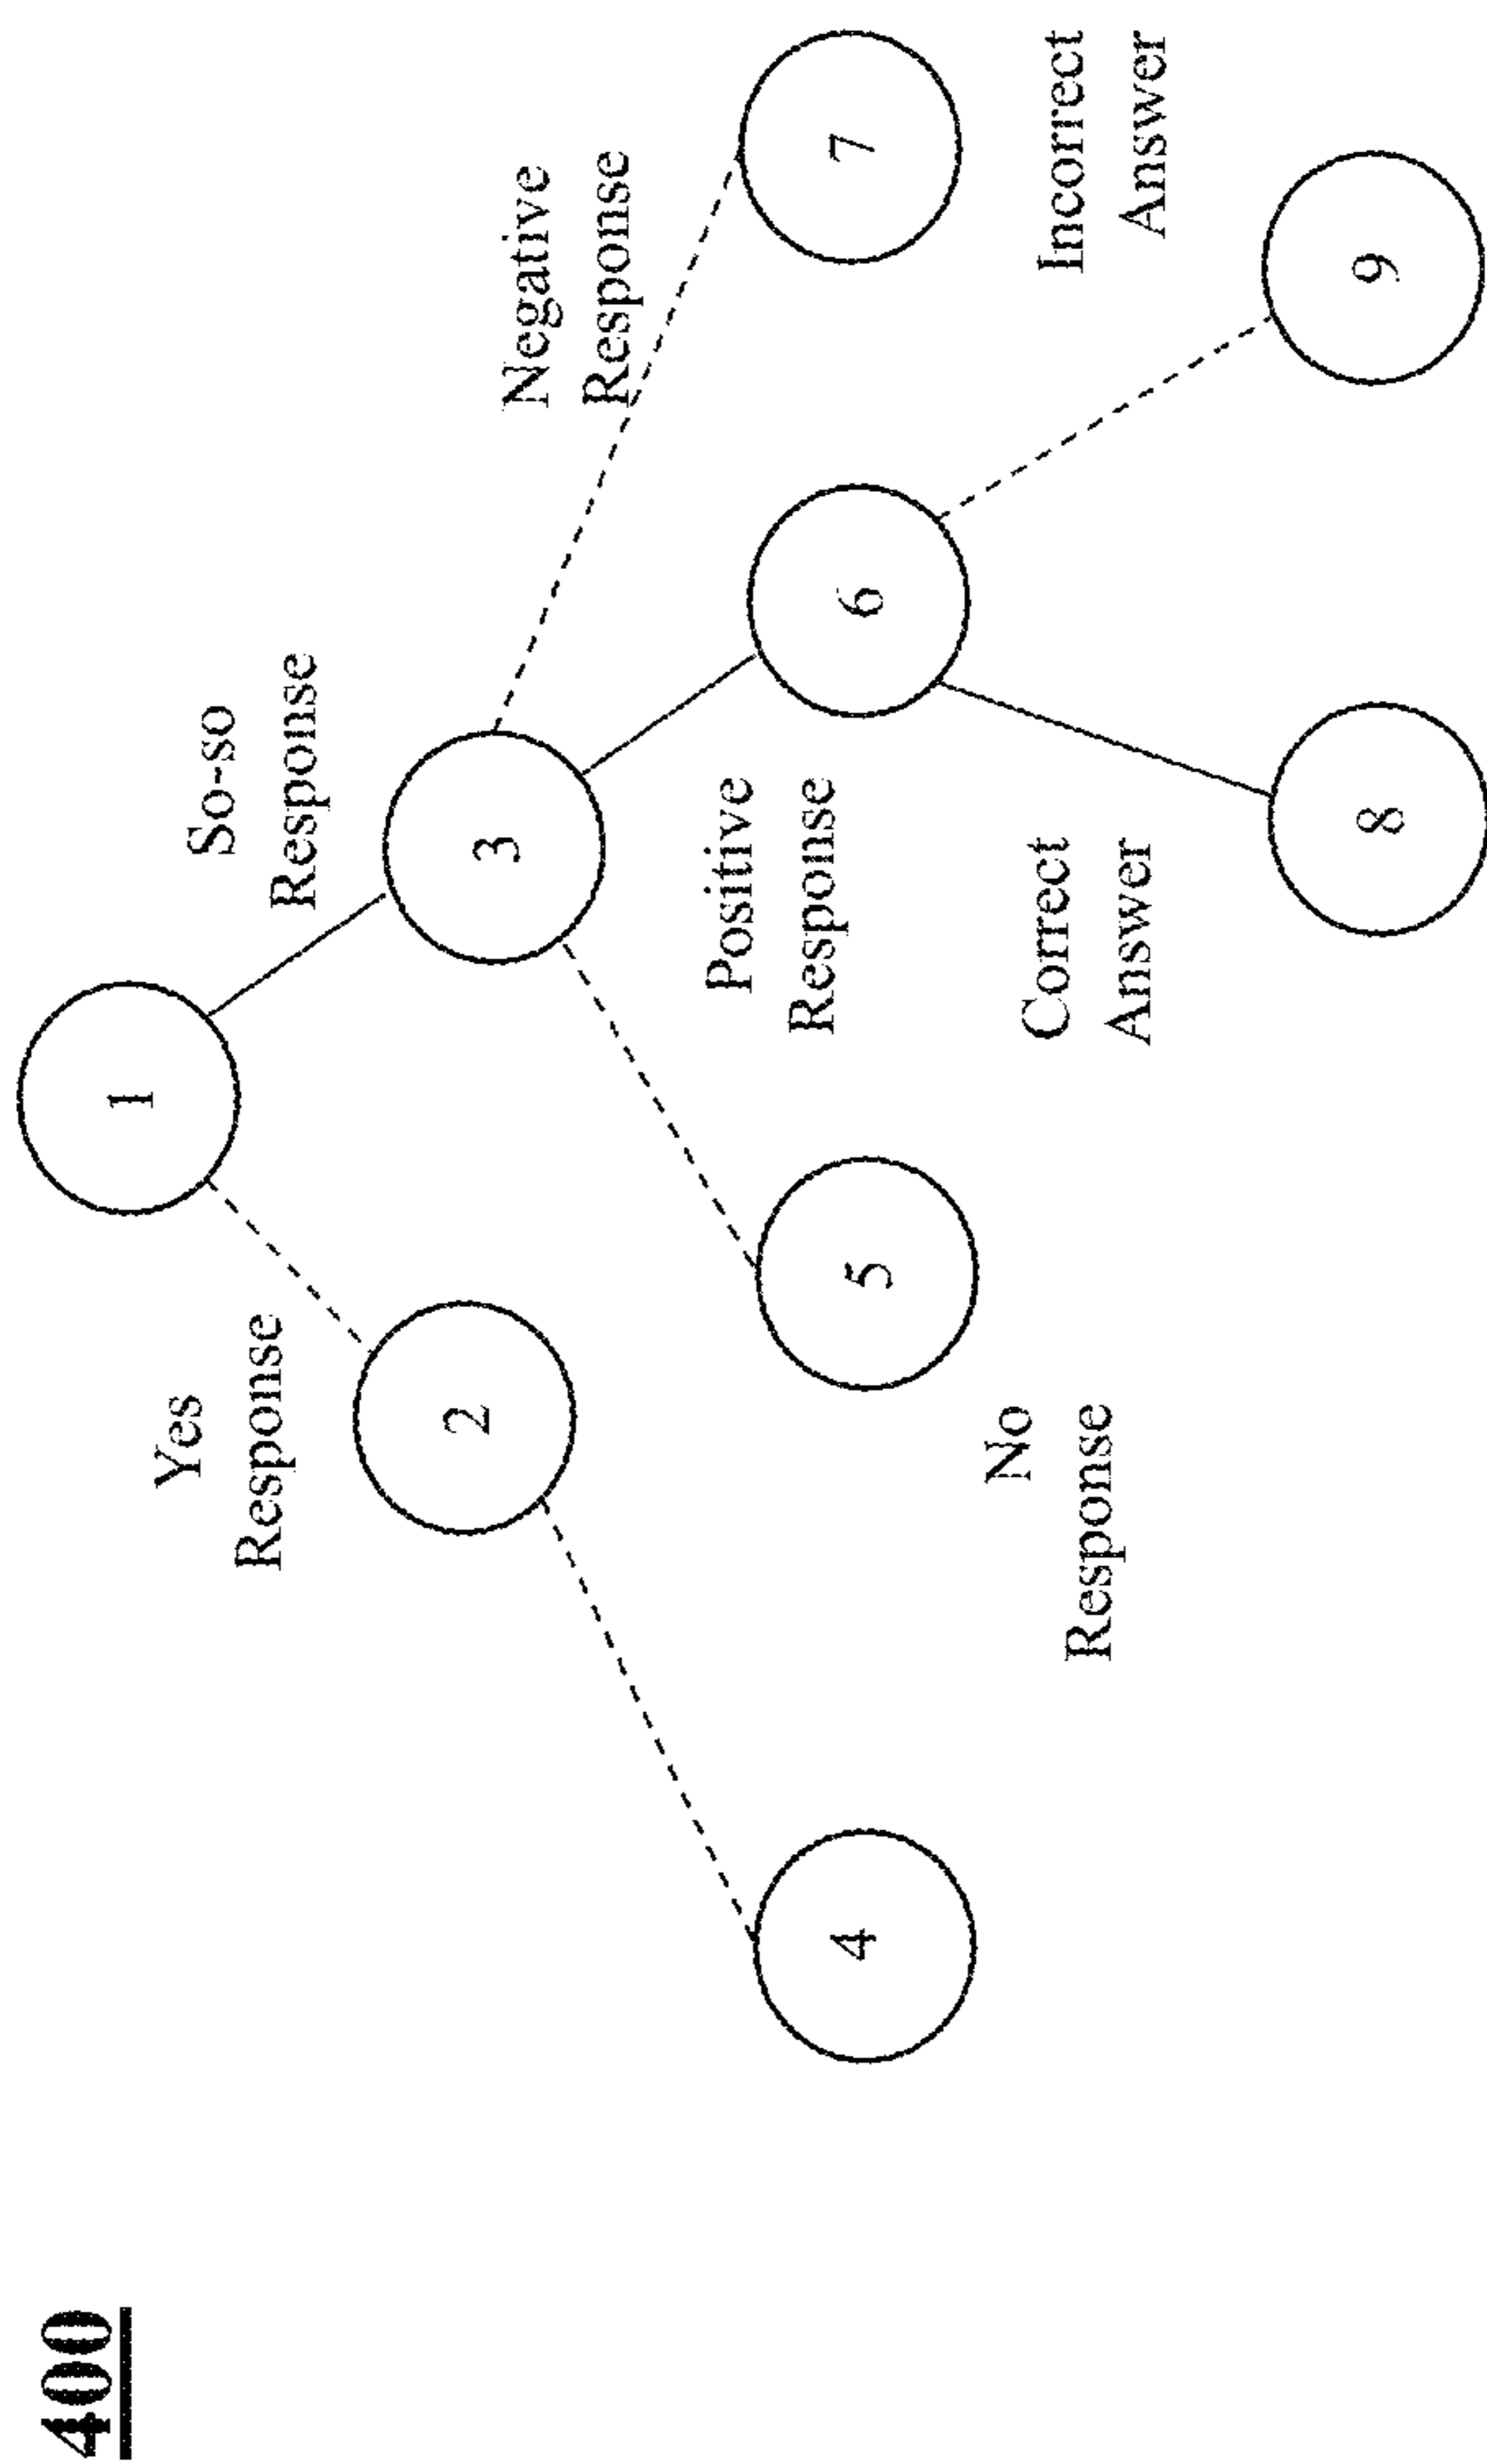 400
1
Yes
Response
So-so
Response
2
3
Negative
Response
Positive
Response
4
5
6
7
No
Response
Correct
Answer
Incorrect
Answer
8
9